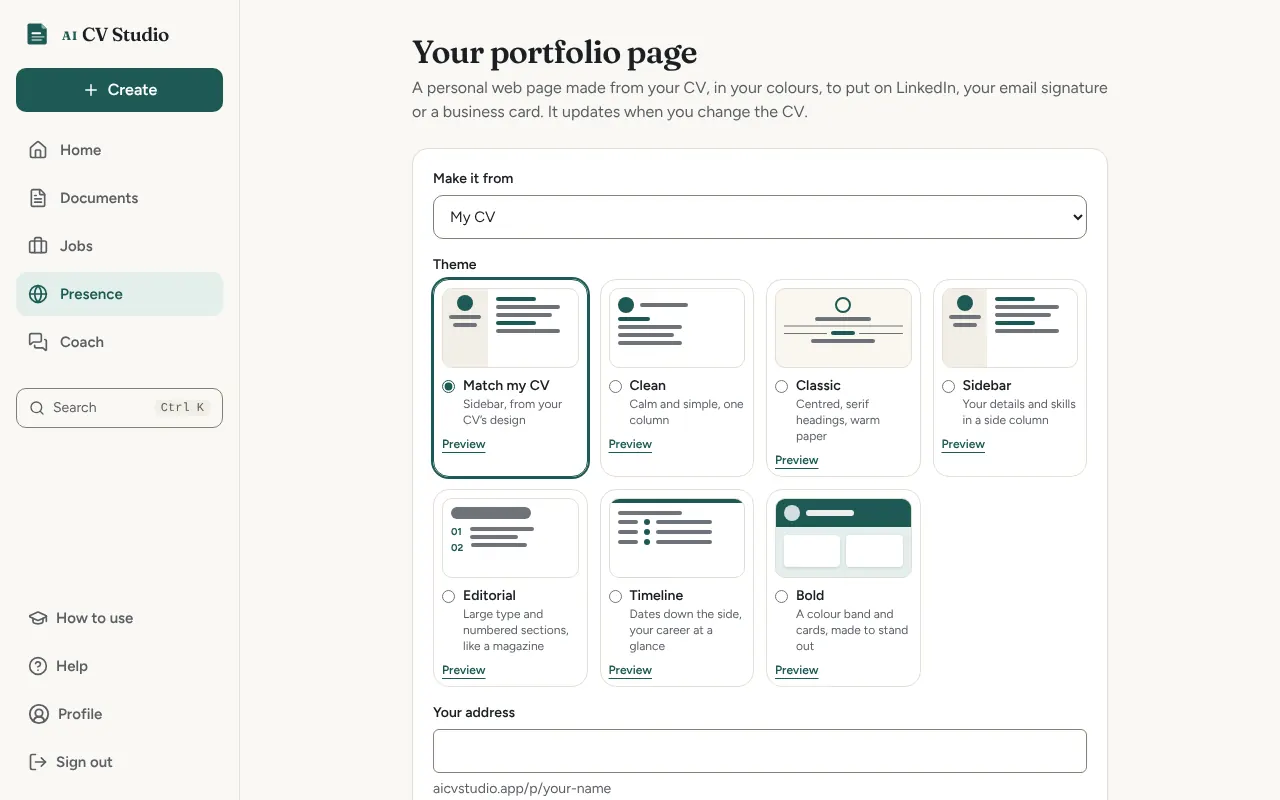 AI CV Studio
+ Create
Home
Documents
Jobs
Presence
Coach
Search Ctrl K
How to use
Help
Profile
Sign out
Your portfolio page
A personal web page made from your CV, in your colours, to put on LinkedIn, your email signature
or a business card. It updates when you change the CV.
Make it from
My CV
Theme
Match my CV
Sidebar, from your
CV's design
Preview
Clean
Calm and simple, one
column
Preview
Classic
Centred, serif
headings, warm
paper
Preview
Sidebar
Your details and skills
in a side column
Preview
01
02
Editorial
Large type and
numbered sections,
like a magazine
Preview
Timeline
Dates down the side,
your career at a
glance
Preview
Bold
A colour band and
cards, made to stand
out
Preview
Your address
aicvstudio.app/p/your-name